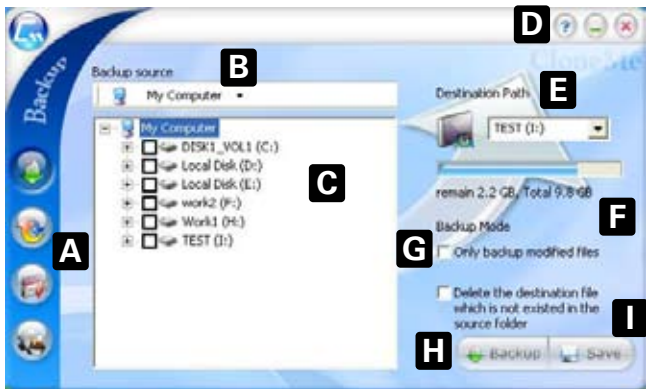 D
CloneMe
Backup
Backup source
B
My Computer
Destination Path
E
TEST (I:)
My Computer
DISK1_VOL1 (C:)
Local Disk (D:)
Local Disk (E:)
work2 (F:)
Work1 (H:)
TEST (I:)
C
A
remain 2.2 GB, Total 9.8 GB
F
Backup Mode
G
Only backup modified files
Delete the destination file
which is not existed in the
source folder
I
H
Backup
Save